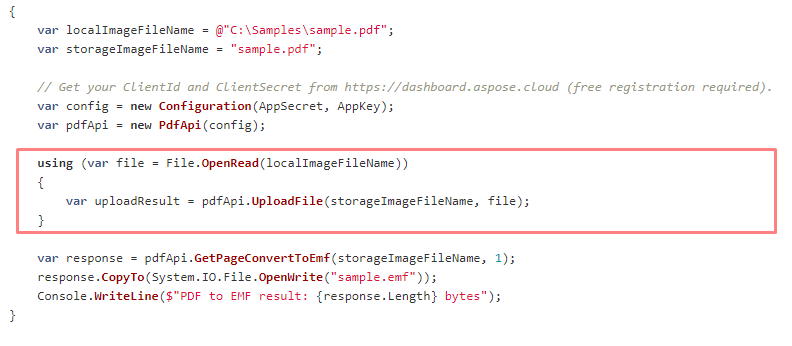 {
    var localImageFileName = @"C:\Samples\sample.pdf";
    var storageImageFileName = "sample.pdf";
    // Get your ClientId and ClientSecret from https://dashboard.aspose.cloud (free registration required).
    var config = new Configuration(AppSecret, AppKey);
    var pdfApi = new PdfApi(config);
    using (var file = File.OpenRead(localImageFileName))
    {
        var uploadResult = pdfApi.UploadFile(storageImageFileName, file);
    }
    var response = pdfApi.GetPageConvertToEmf(storageImageFileName, 1);
    response.CopyTo(System.IO.File.OpenWrite("sample.emf"));
    Console.WriteLine($"PDF to EMF result: {response.Length} bytes");
}